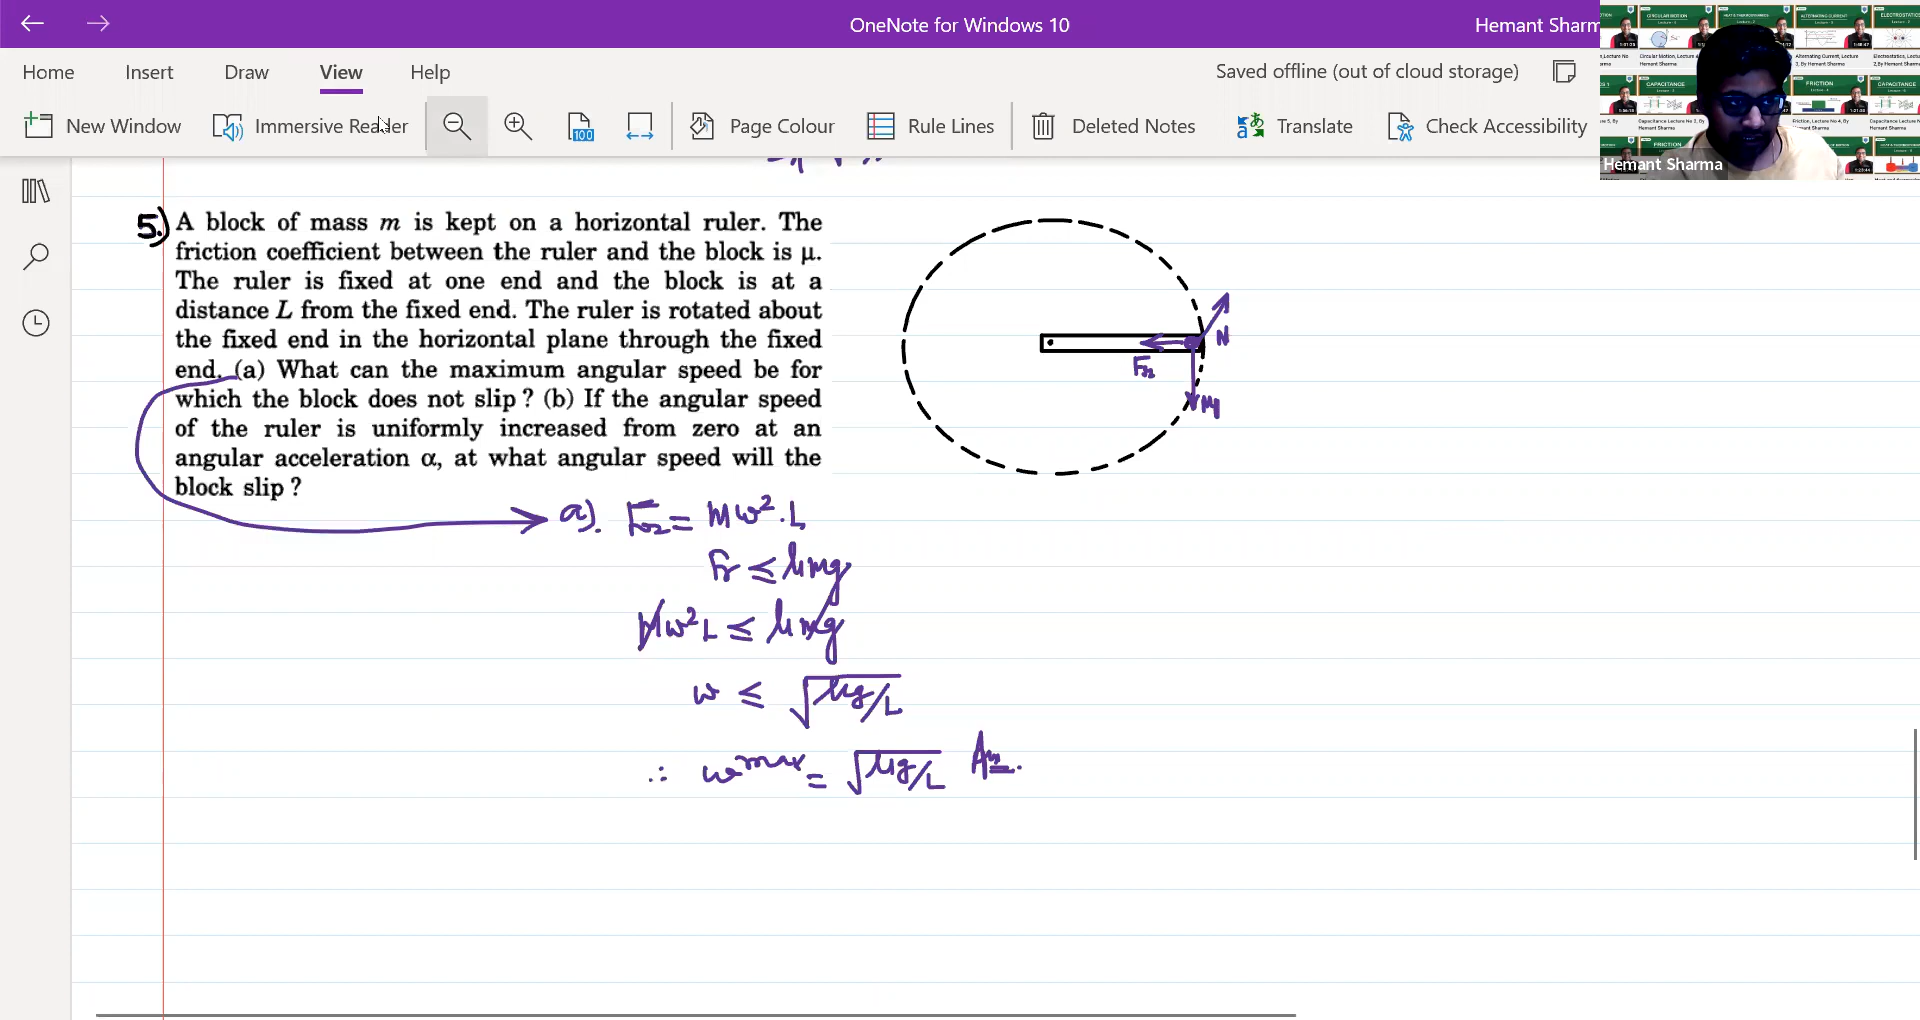 OneNote for Windows 10
Hemant Sharm
Home Insert Draw View Help
Saved offline (out of cloud storage)
New Window Immersive Reader 100 Page Colour Rule Lines Deleted Notes Translate Check Accessibility
Hemant Sharma
5.) A block of mass m is kept on a horizontal ruler. The
friction coefficient between the ruler and the block is μ.
The ruler is fixed at one end and the block is at a
distance L from the fixed end. The ruler is rotated about
the fixed end in the horizontal plane through the fixed
end. (a) What can the maximum angular speed be for
which the block does not slip ? (b) If the angular speed
of the ruler is uniformly increased from zero at an
angular acceleration α, at what angular speed will the
block slip ?
N
Mg
a). = Mω². L
Fr ≤ μmg
Mω²L ≤ μmg
ω ≤ √μg/L
∴ ω max = √μg/L Ans.